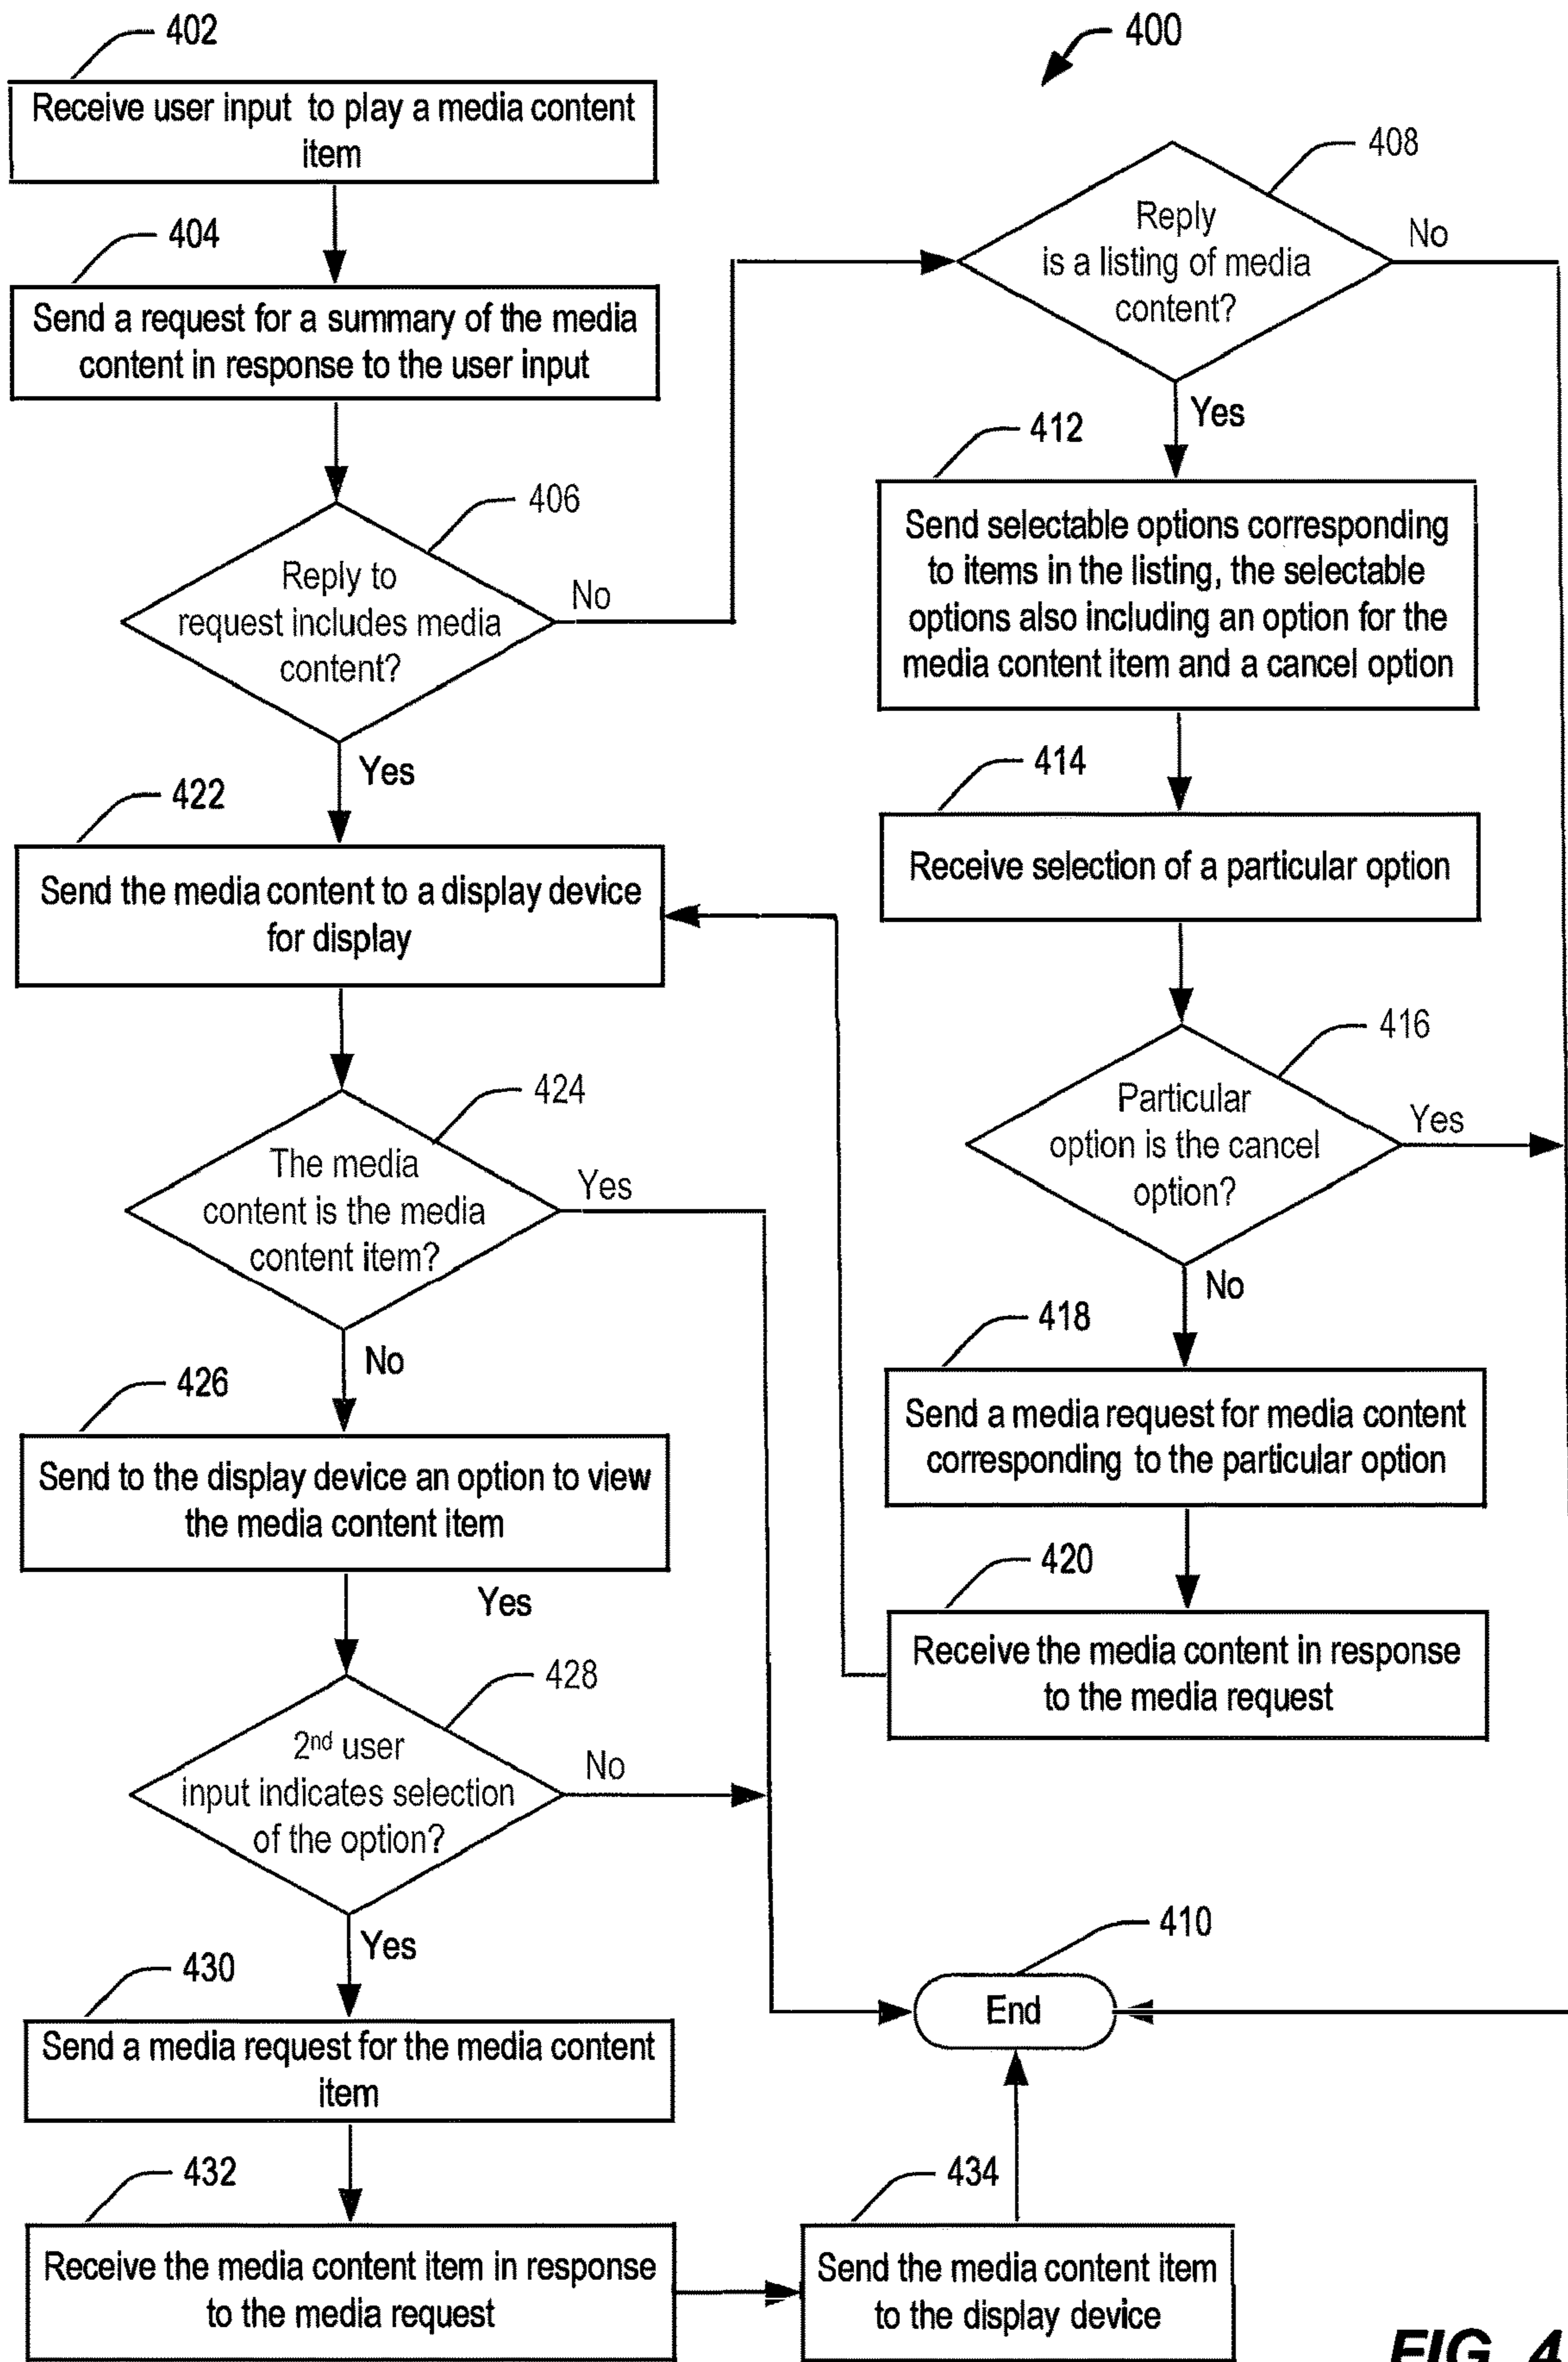 402
Receive user input to play a media content
item
404
Send a request for a summary of the media
content in response to the user input
406
Reply to
request includes media
content?
No
Yes
422
Send the media content to a display device
for display
424
The media
content is the media
content item?
Yes
No
426
Send to the display device an option to view
the media content item
Yes
428
2nd user
input indicates selection
of the option?
No
Yes
430
Send a media request for the media content
item
432
Receive the media content item in response
to the media request
400
408
Reply
is a listing of media
content?
No
Yes
412
Send selectable options corresponding
to items in the listing, the selectable
options also including an option for the
media content item and a cancel option
414
Receive selection of a particular option
416
Particular
option is the cancel
option?
Yes
No
418
Send a media request for media content
corresponding to the particular option
420
Receive the media content in response
to the media request
410
End
434
Send the media content item
to the display device
FIG. 4